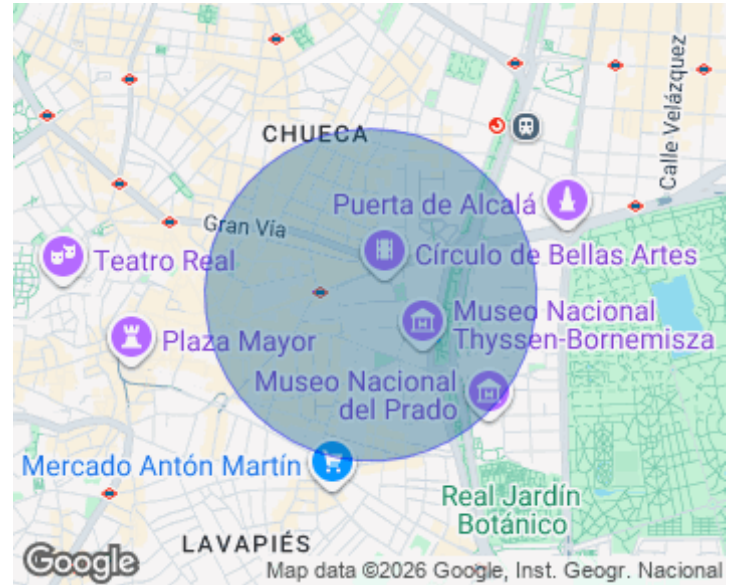 Calle Velázquez
CHUECA
Puerta de Alcalá
Gran Vía
Teatro Real
Círculo de Bellas Artes
Plaza Mayor
Museo Nacional
Thyssen-Bornemisza
Museo Nacional
del Prado
Mercado Antón Martín
Real Jardín
Botánico
LAVAPIÉS
Google
Map data ©2026 Google, Inst. Geogr. Nacional